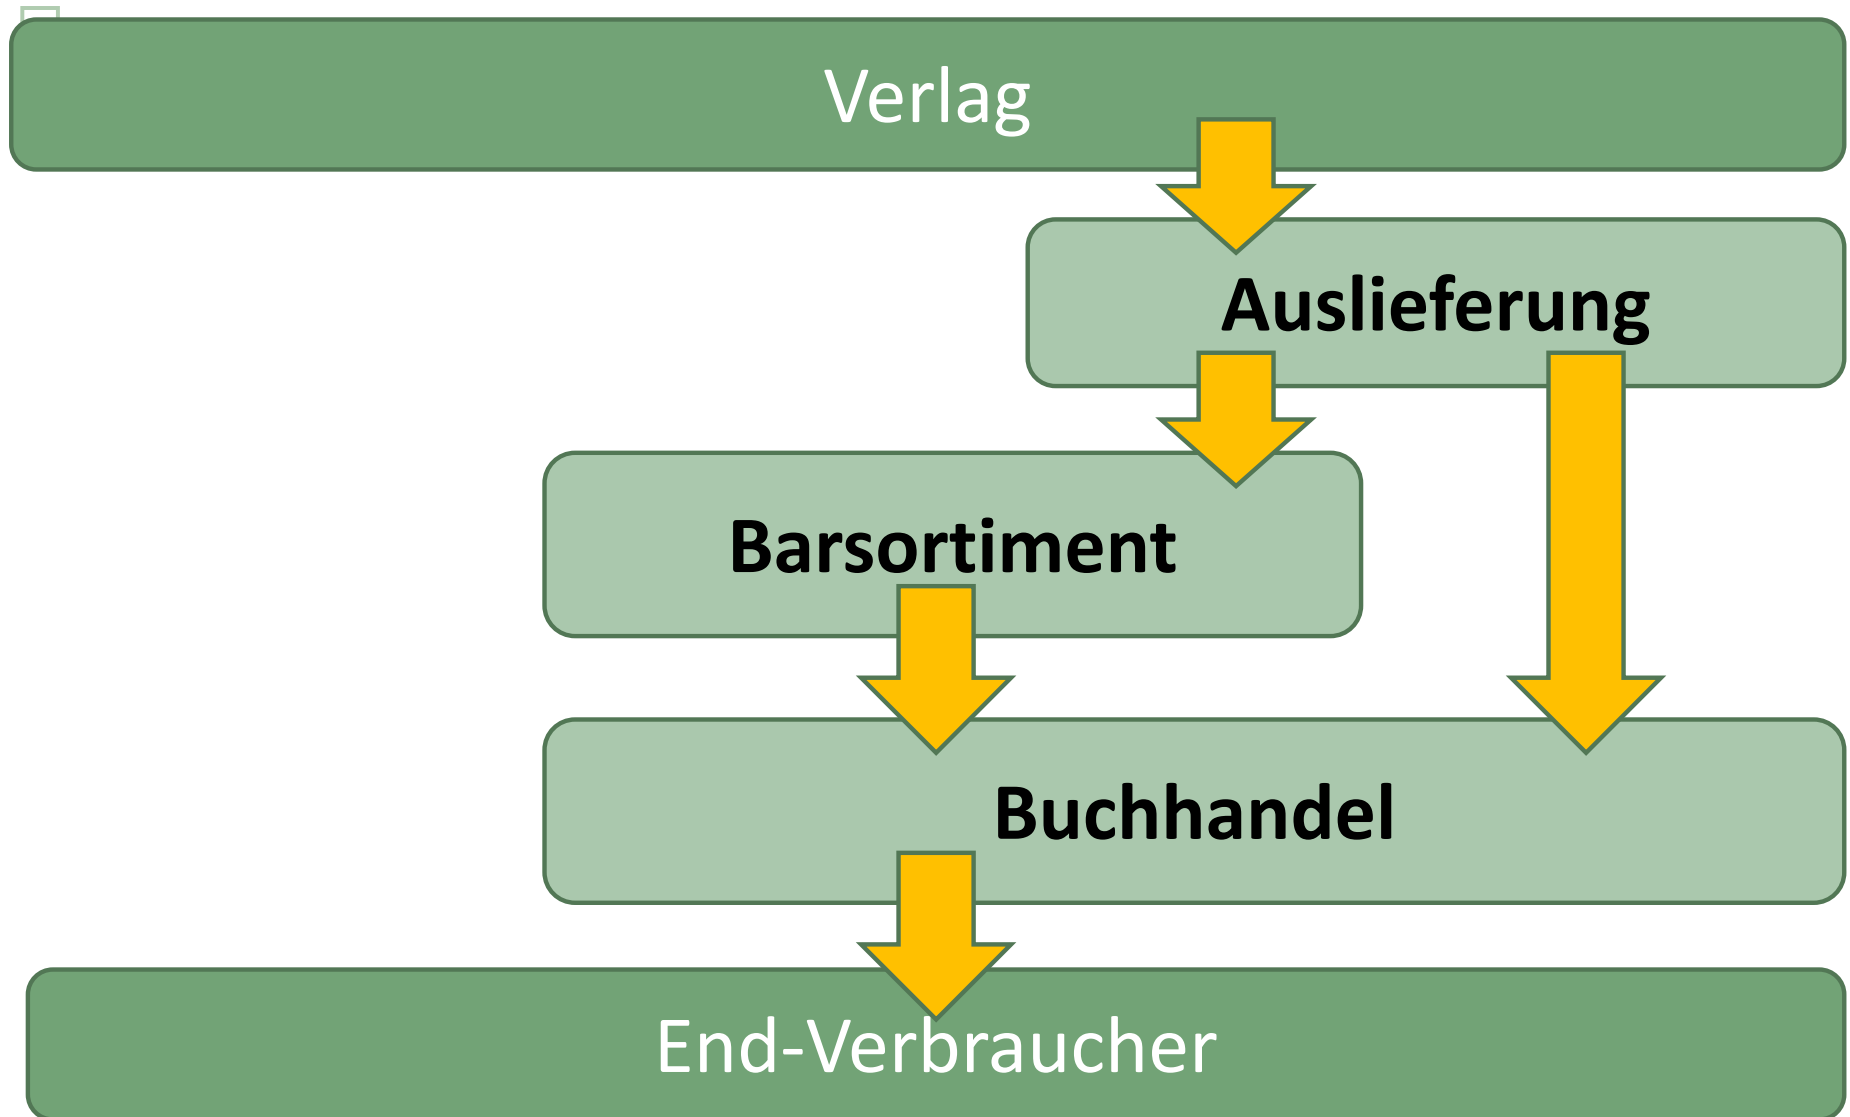 Verlag
Auslieferung
Barsortiment
Buchhandel
End-Verbraucher